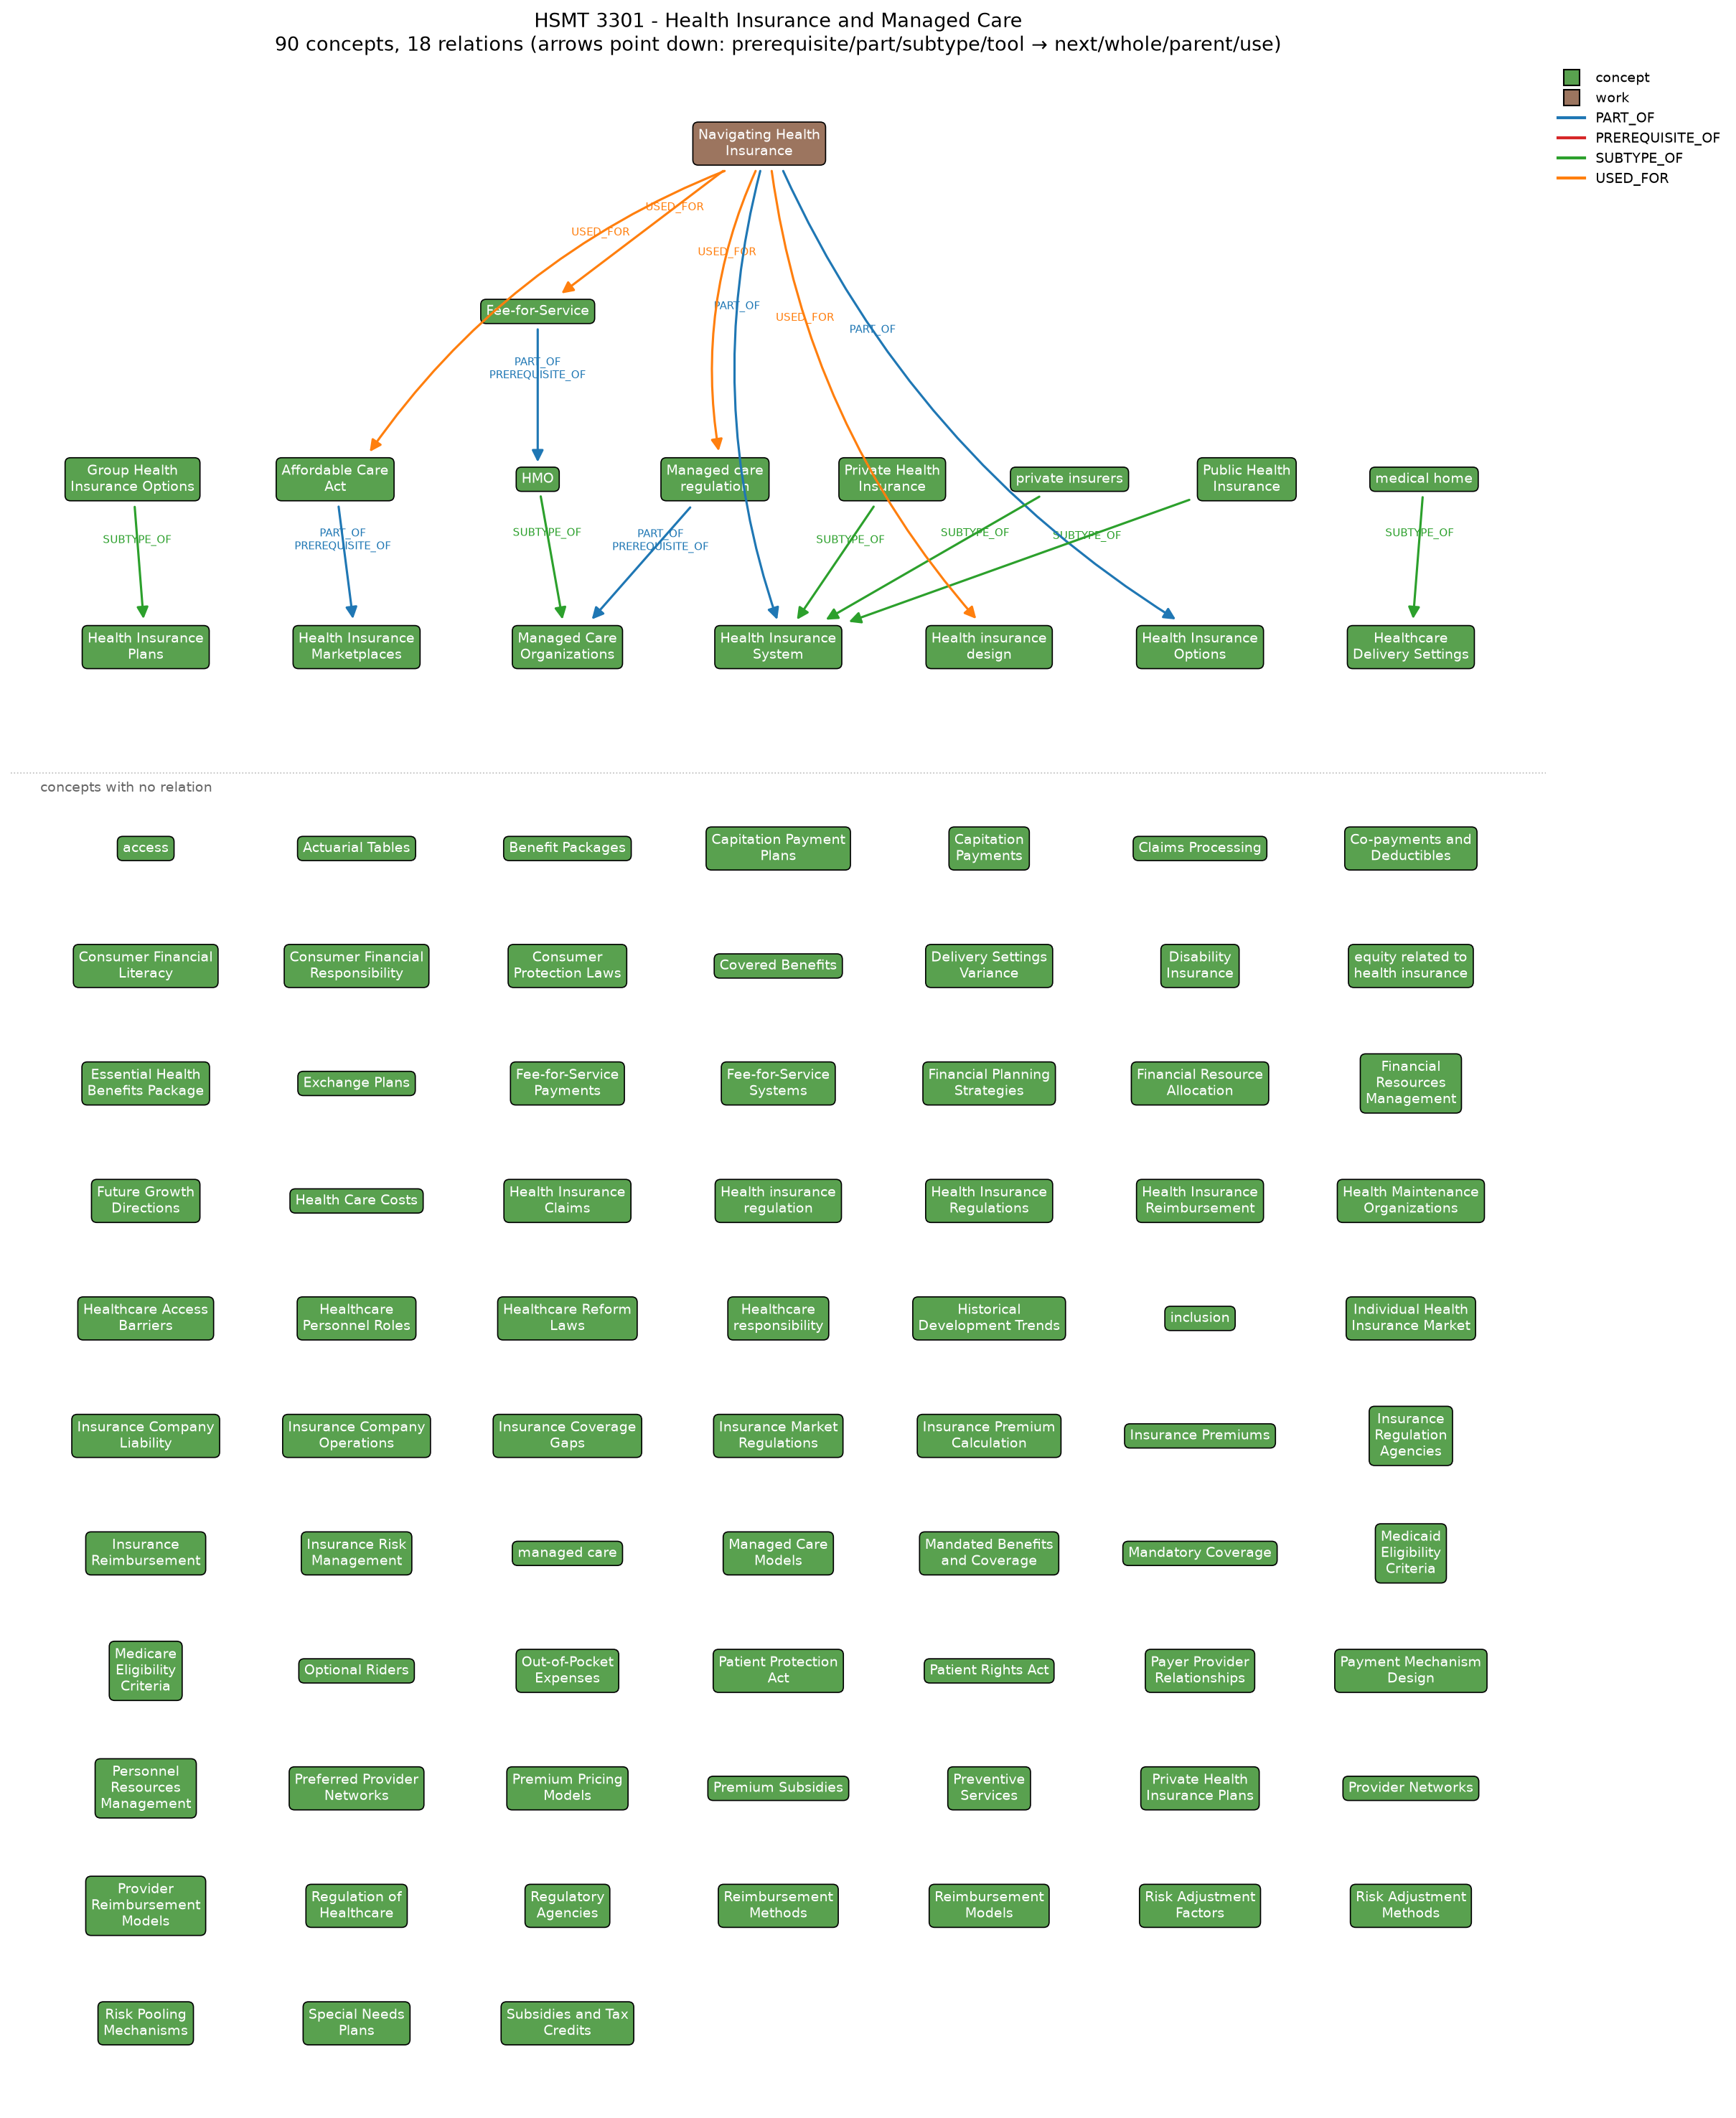 HSMT 3301 - Health Insurance and Managed Care
90 concepts, 18 relations (arrows point down: prerequisite/part/subtype/tool → next/whole/parent/use)
concept
work
PART_OF
PREREQUISITE_OF
SUBTYPE_OF
USED_FOR
Navigating Health
Insurance
USED_FOR
USED_FOR
USED_FOR
PART_OF
USED_FOR
PART_OF
Fee-for-Service
PART_OF
PREREQUISITE_OF
Group Health
Insurance Options
Affordable Care
Act
HMO
Managed care
regulation
Private Health
Insurance
private insurers
Public Health
Insurance
medical home
SUBTYPE_OF
PART_OF
PREREQUISITE_OF
SUBTYPE_OF
PART_OF
PREREQUISITE_OF
SUBTYPE_OF
SUBTYPE_OF
SUBTYPE_OF
SUBTYPE_OF
Health Insurance
Plans
Health Insurance
Marketplaces
Managed Care
Organizations
Health Insurance
System
Health insurance
design
Health Insurance
Options
Healthcare
Delivery Settings
concepts with no relation
access
Actuarial Tables
Benefit Packages
Capitation Payment
Plans
Capitation
Payments
Claims Processing
Co-payments and
Deductibles
Consumer Financial
Literacy
Consumer Financial
Responsibility
Consumer
Protection Laws
Covered Benefits
Delivery Settings
Variance
Disability
Insurance
equity related to
health insurance
Essential Health
Benefits Package
Exchange Plans
Fee-for-Service
Payments
Fee-for-Service
Systems
Financial Planning
Strategies
Financial Resource
Allocation
Financial
Resources
Management
Future Growth
Directions
Health Care Costs
Health Insurance
Claims
Health insurance
regulation
Health Insurance
Regulations
Health Insurance
Reimbursement
Health Maintenance
Organizations
Healthcare Access
Barriers
Healthcare
Personnel Roles
Healthcare Reform
Laws
Healthcare
responsibility
Historical
Development Trends
inclusion
Individual Health
Insurance Market
Insurance Company
Liability
Insurance Company
Operations
Insurance Coverage
Gaps
Insurance Market
Regulations
Insurance Premium
Calculation
Insurance Premiums
Insurance
Regulation
Agencies
Insurance
Reimbursement
Insurance Risk
Management
managed care
Managed Care
Models
Mandated Benefits
and Coverage
Mandatory Coverage
Medicaid
Eligibility
Criteria
Medicare
Eligibility
Criteria
Optional Riders
Out-of-Pocket
Expenses
Patient Protection
Act
Patient Rights Act
Payer Provider
Relationships
Payment Mechanism
Design
Personnel
Resources
Management
Preferred Provider
Networks
Premium Pricing
Models
Premium Subsidies
Preventive
Services
Private Health
Insurance Plans
Provider Networks
Provider
Reimbursement
Models
Regulation of
Healthcare
Regulatory
Agencies
Reimbursement
Methods
Reimbursement
Models
Risk Adjustment
Factors
Risk Adjustment
Methods
Risk Pooling
Mechanisms
Special Needs
Plans
Subsidies and Tax
Credits